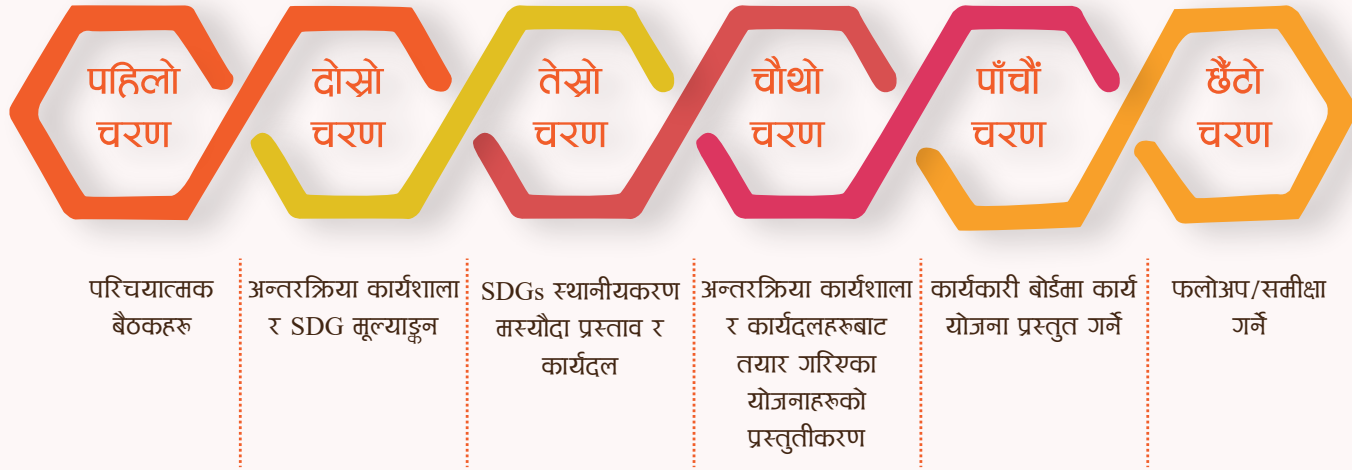 पहिलो
चरण
दोस्रो
चरण
तेस्रो
चरण
चौथो
चरण
पाँचौं
चरण
छैँटो
चरण
परिचयात्मक
बैठकहरू
अन्तरक्रिया कार्यशाला
र SDG मूल्याङ्कन
SDGs स्थानीयकरण
मस्यौदा प्रस्ताव र
कार्यदल
अन्तरक्रिया कार्यशाला
र कार्यदलहरूबाट
तयार गरिएका
योजनाहरूको
प्रस्तुतीकरण
कार्यकारी बोर्डमा कार्य
योजना प्रस्तुत गर्ने
फलोअप/समीक्षा
गर्ने